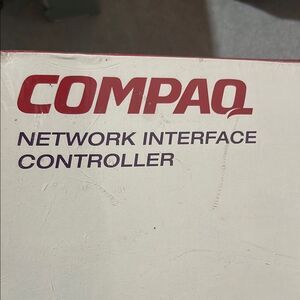 COMPAQ
NETWORK INTERFACE
CONTROLLER